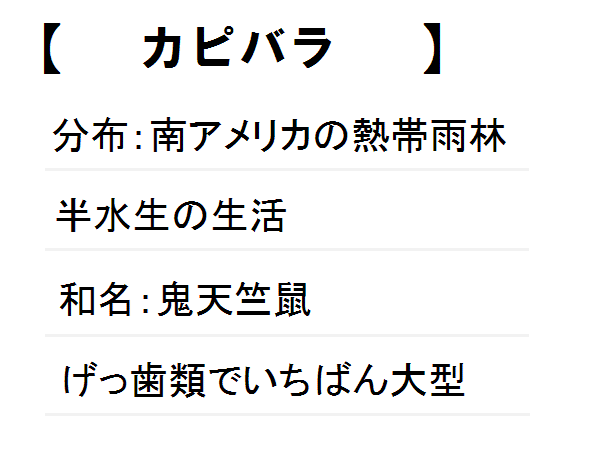 【　カピバラ　】
分布：南アメリカの熱帯雨林
半水生の生活
和名：鬼天竺鼠
げっ歯類でいちばん大型